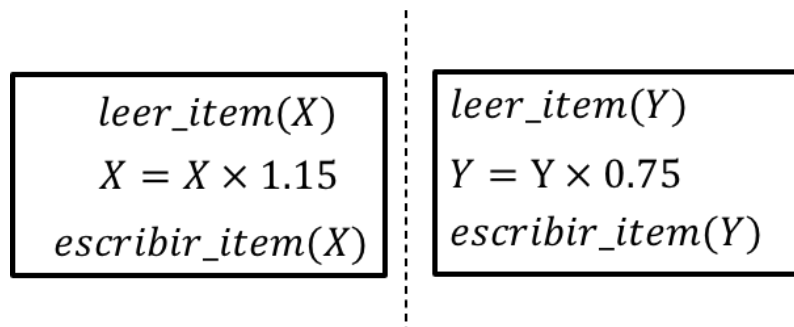 leer_item(X)
X = X × 1.15
escribir_item(X)
leer_item(Y)
Y = Y × 0.75
escribir_item(Y)